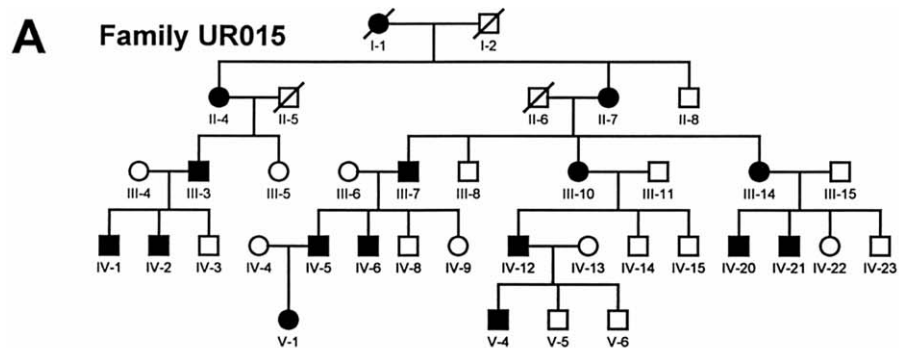 A Family UR015
I-1 I-2
II-4 II-5 II-6 II-7 II-8
III-4 III-3 III-5 III-6 III-7 III-8 III-10 III-11 III-14 III-15
IV-1 IV-2 IV-3 IV-4 IV-5 IV-6 IV-8 IV-9 IV-12 IV-13 IV-14 IV-15 IV-20 IV-21 IV-22 IV-23
V-1 V-4 V-5 V-6